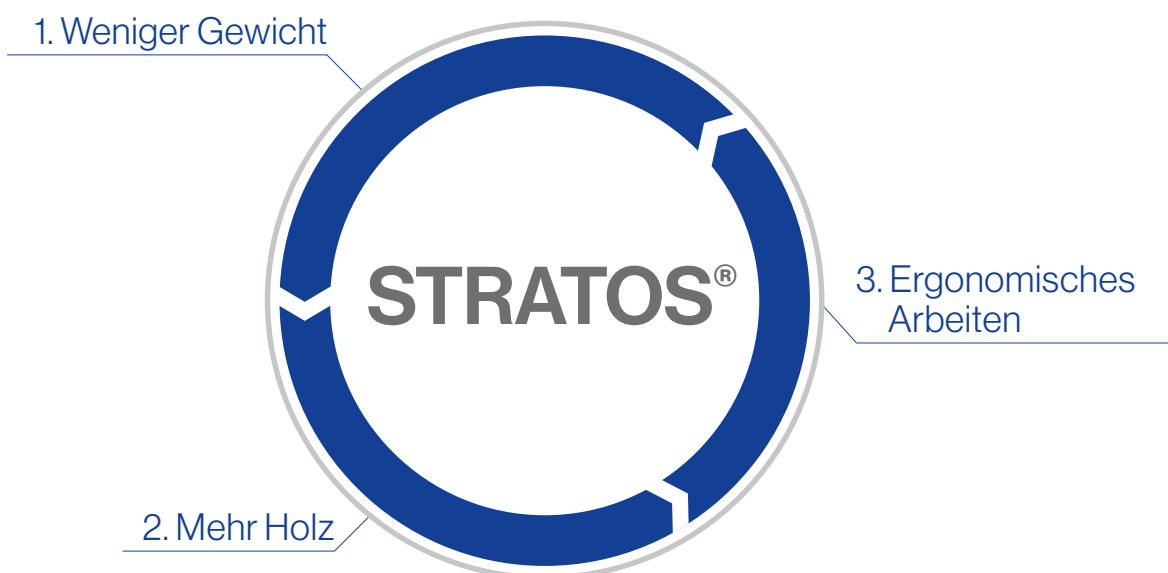 1. Weniger Gewicht
STRATOS®
3. Ergonomisches
Arbeiten
2. Mehr Holz